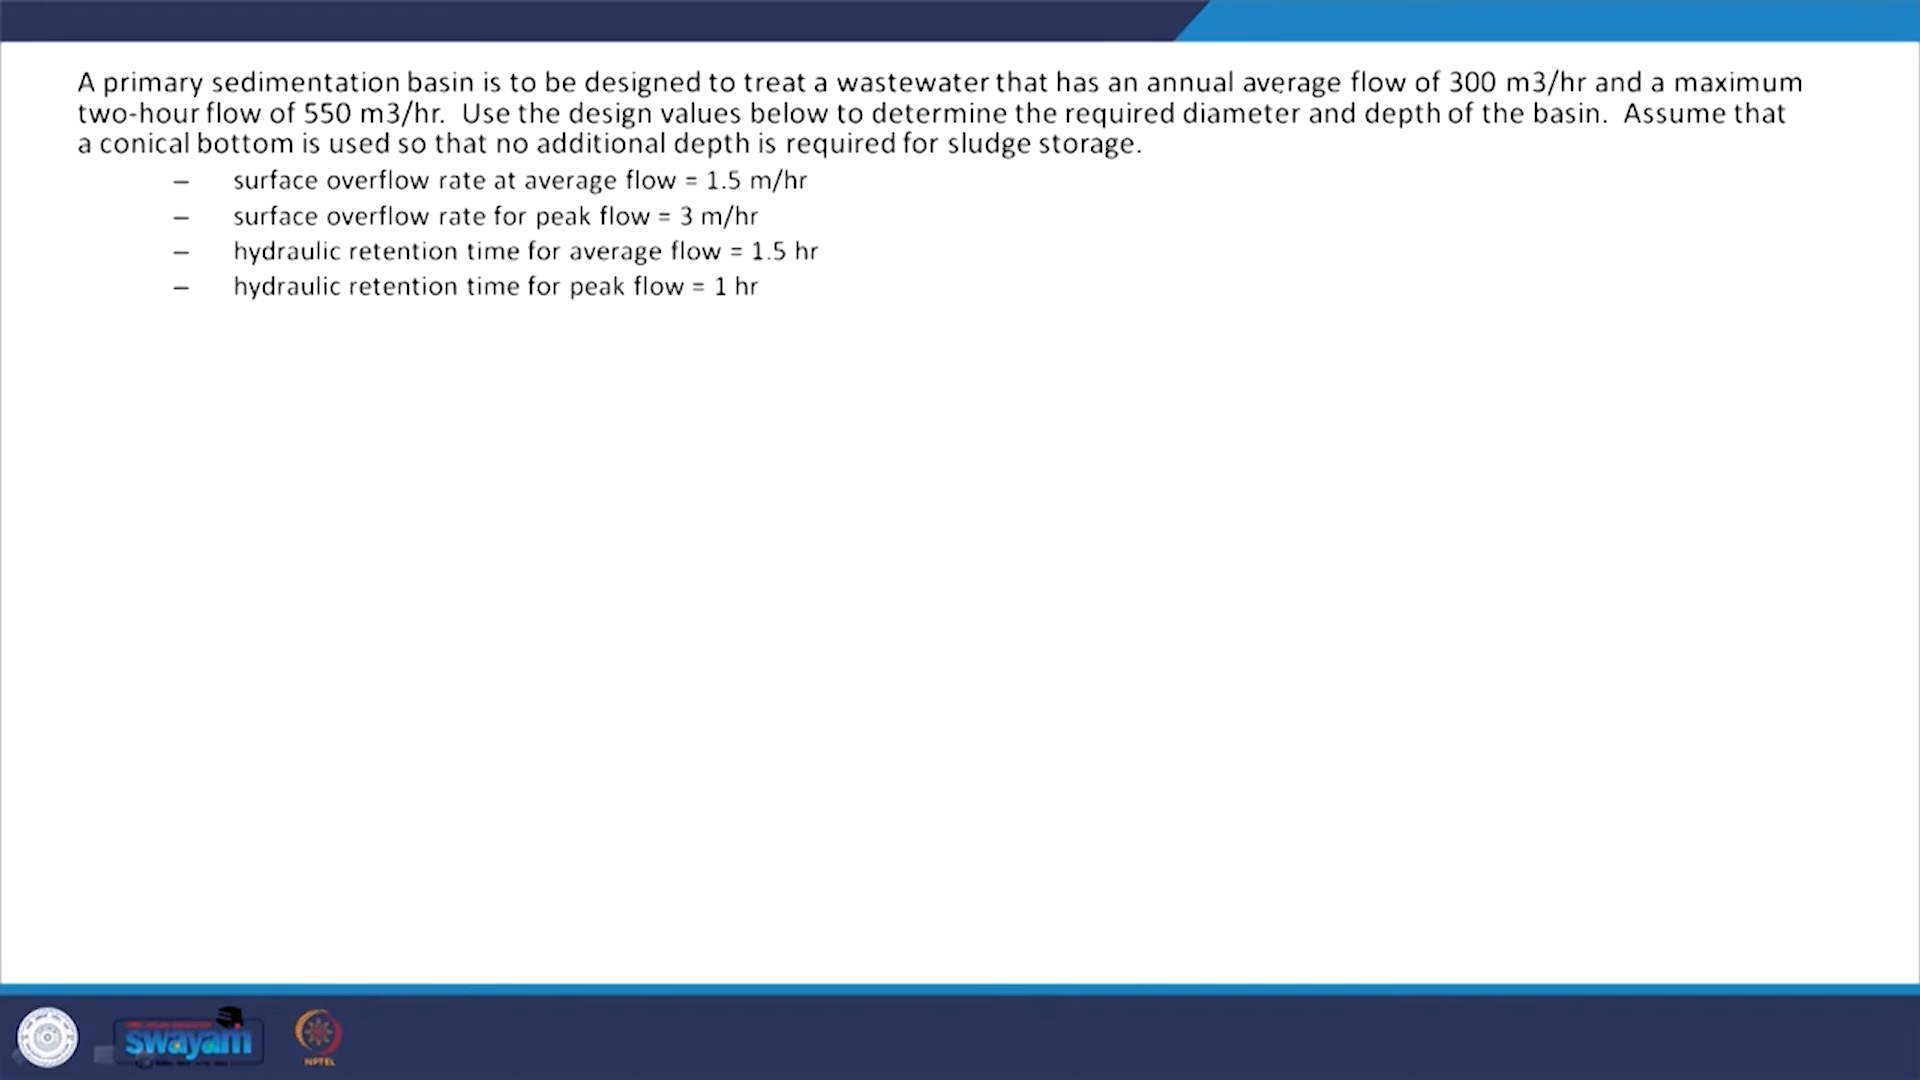 A primary sedimentation basin is to be designed to treat a wastewater that has an annual average flow of 300 m3/hr and a maximum
two-hour flow of 550 m3/hr. Use the design values below to determine the required diameter and depth of the basin. Assume that
a conical bottom is used so that no additional depth is required for sludge storage.
– surface overflow rate at average flow = 1.5 m/hr
– surface overflow rate for peak flow = 3 m/hr
– hydraulic retention time for average flow = 1.5 hr
– hydraulic retention time for peak flow = 1 hr
swayam
NPTEL